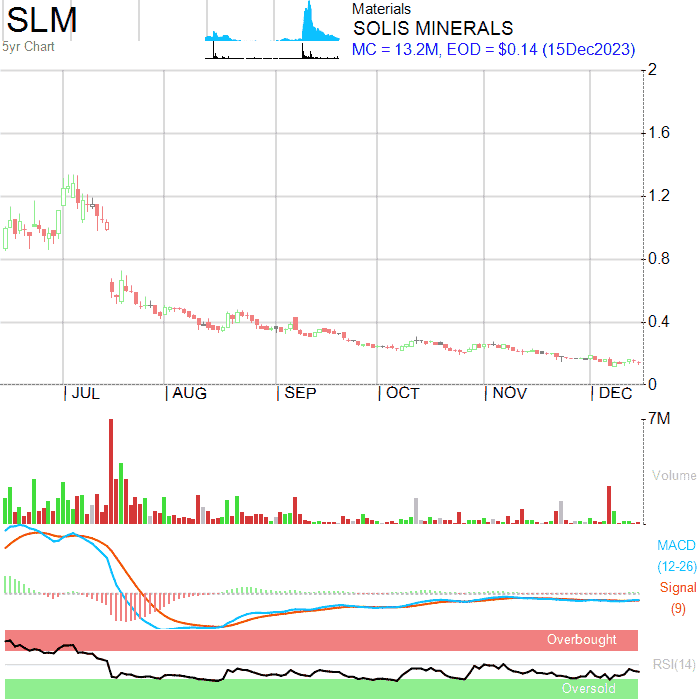 SLM
5yr Chart
Materials
SOLIS MINERALS
MC = 13.2M, EOD = $0.14 (15Dec2023)
2
1.6
1.2
0.8
0.4
0
JUL AUG SEP OCT NOV DEC
7M
Volume
MACD
(12-26)
Signal
(9)
Overbought
RSI(14)
Oversold